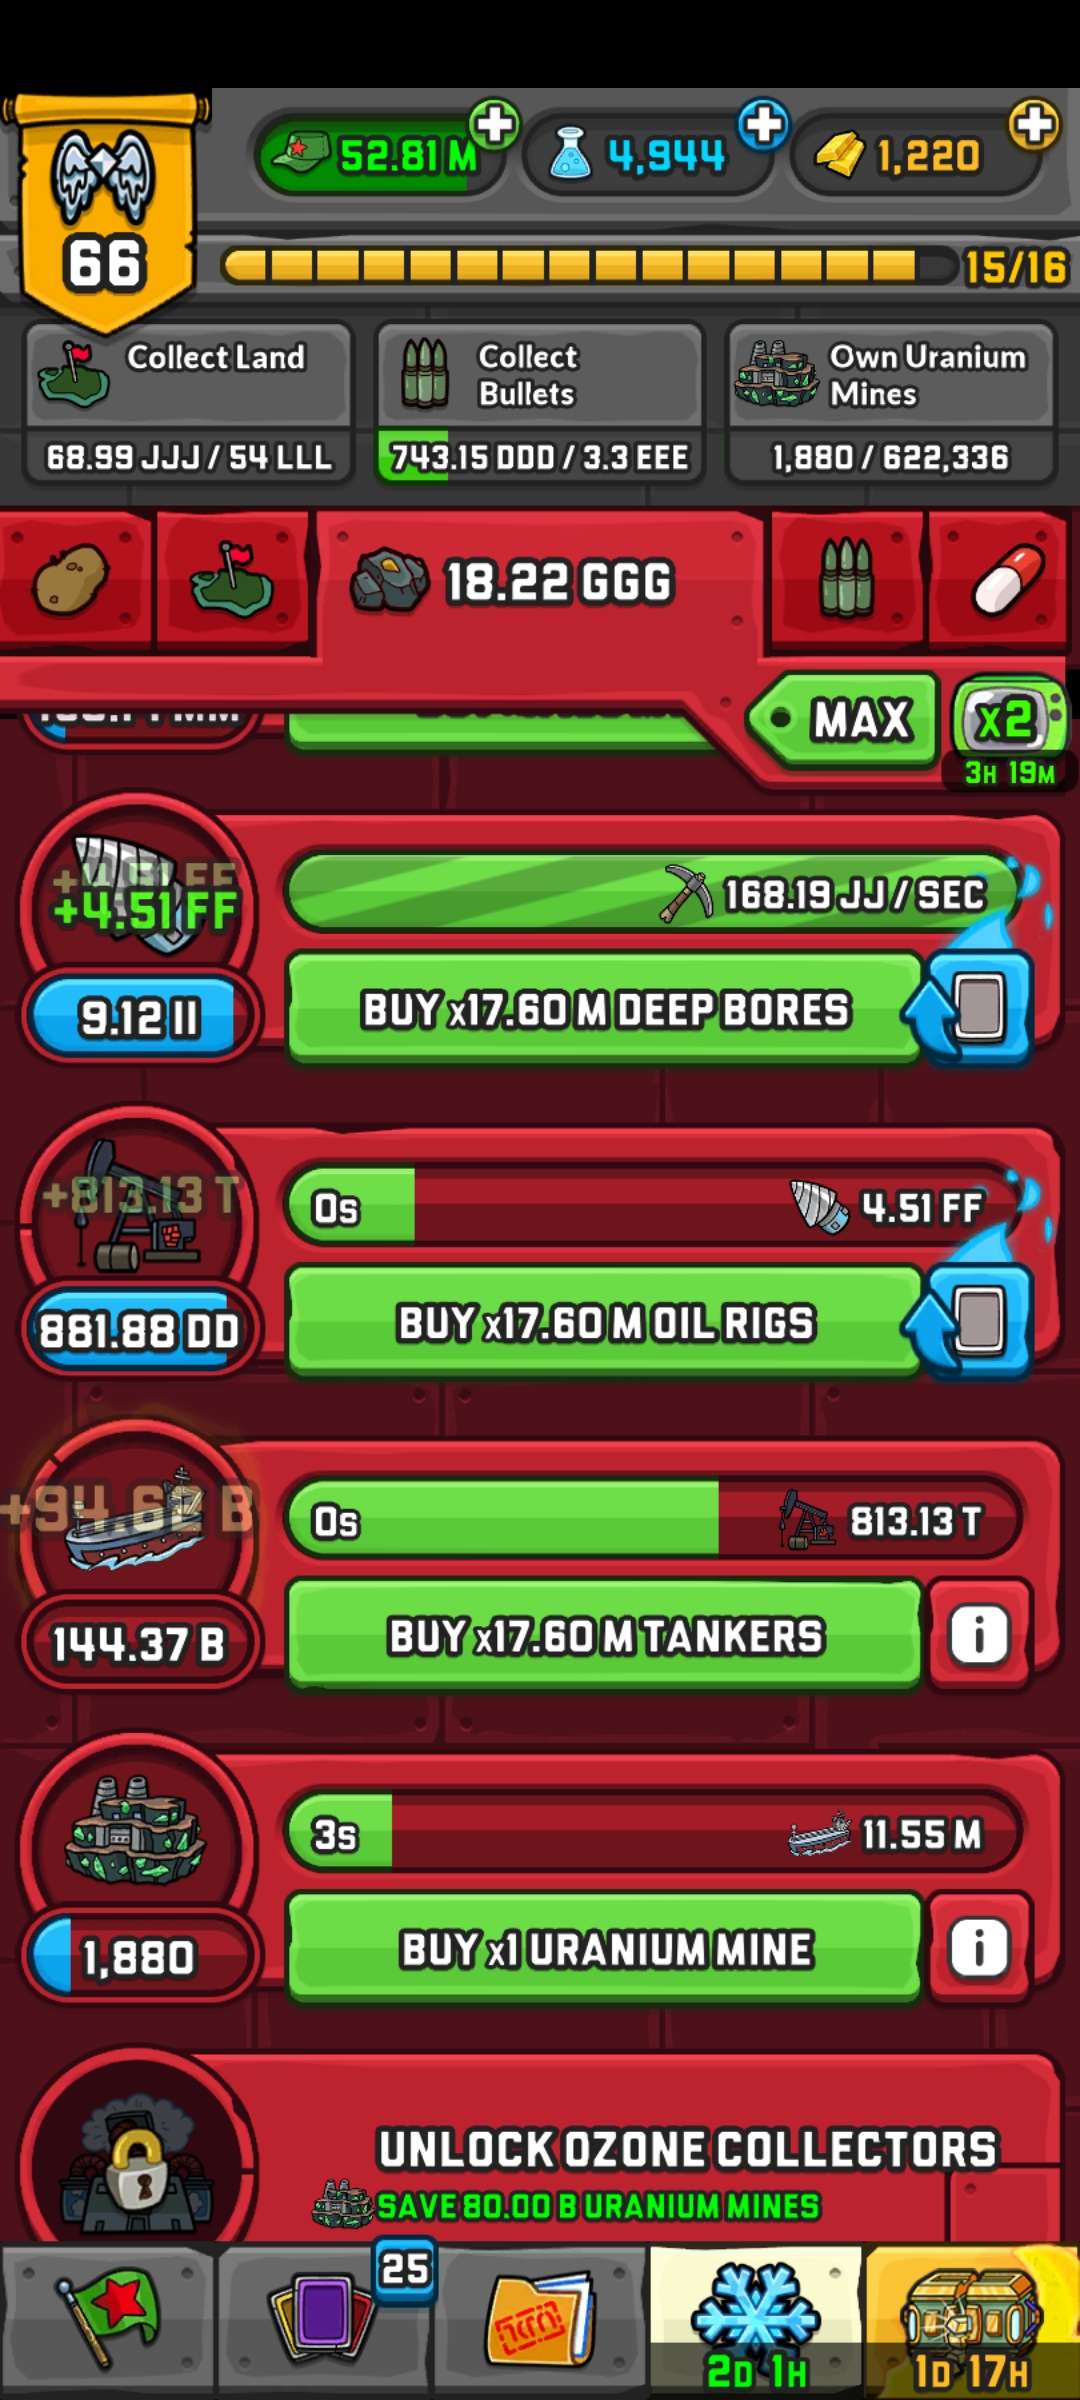 52.81 M
4,944
1,220
66
15/16
Collect Land
68.99 JJJ / 54 LLL
Collect
Bullets
743.15 DDD / 3.3 EEE
Own Uranium
Mines
1,880 / 622,336
18.22 GGG
MAX
x2
3H 19M
+4.51 FF
+4.51 FF
168.19 JJ / SEC
9.12 II
BUY x17.60 M DEEP BORES
+813.13 T
0s
4.51 FF
881.88 DD
BUY x17.60 M OIL RIGS
+94.62 B
0s
813.13 T
144.37 B
BUY x17.60 M TANKERS
i
3s
11.55 M
1,880
BUY x1 URANIUM MINE
i
UNLOCK OZONE COLLECTORS
SAVE 80.00 B URANIUM MINES
25
2D 1H
1D 17H